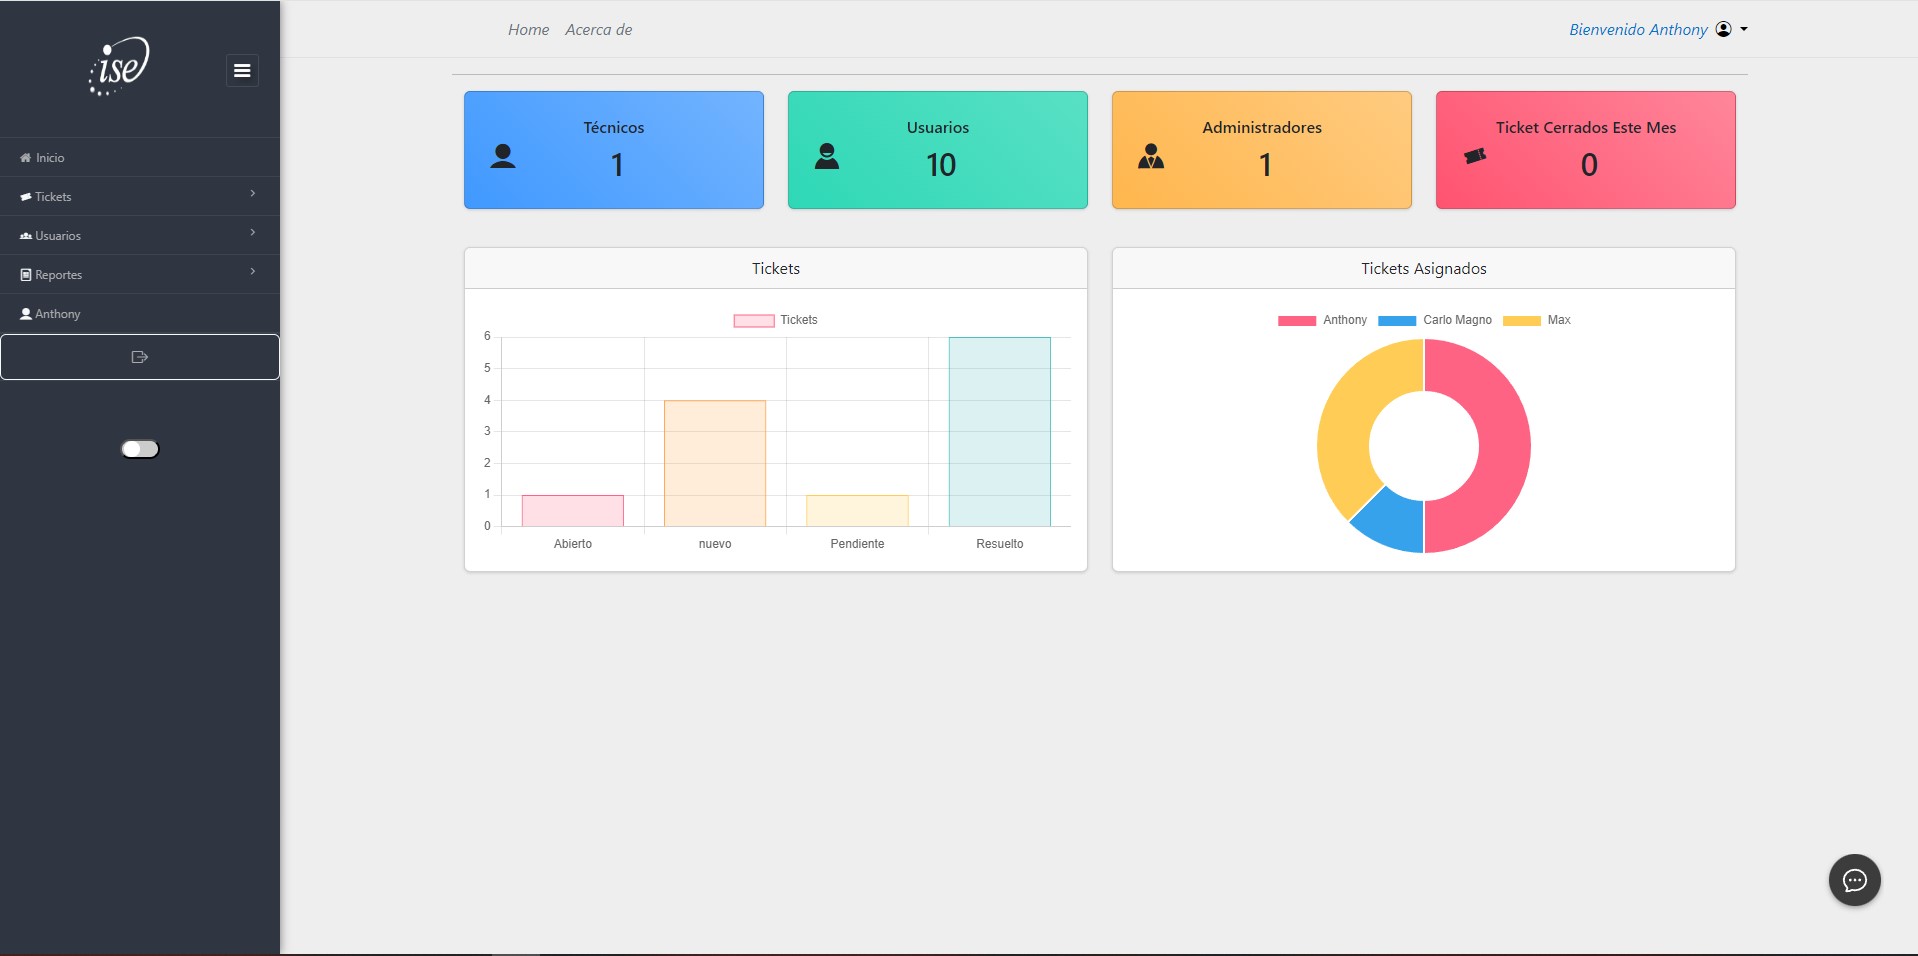 ise
Inicio
Tickets
Usuarios
Reportes
Anthony
Home Acerca de
Bienvenido Anthony
Técnicos
1
Usuarios
10
Administradores
1
Ticket Cerrados Este Mes
0
Tickets
Tickets
6
5
4
3
2
1
0
Abierto nuevo Pendiente Resuelto
Tickets Asignados
Anthony Carlo Magno Max